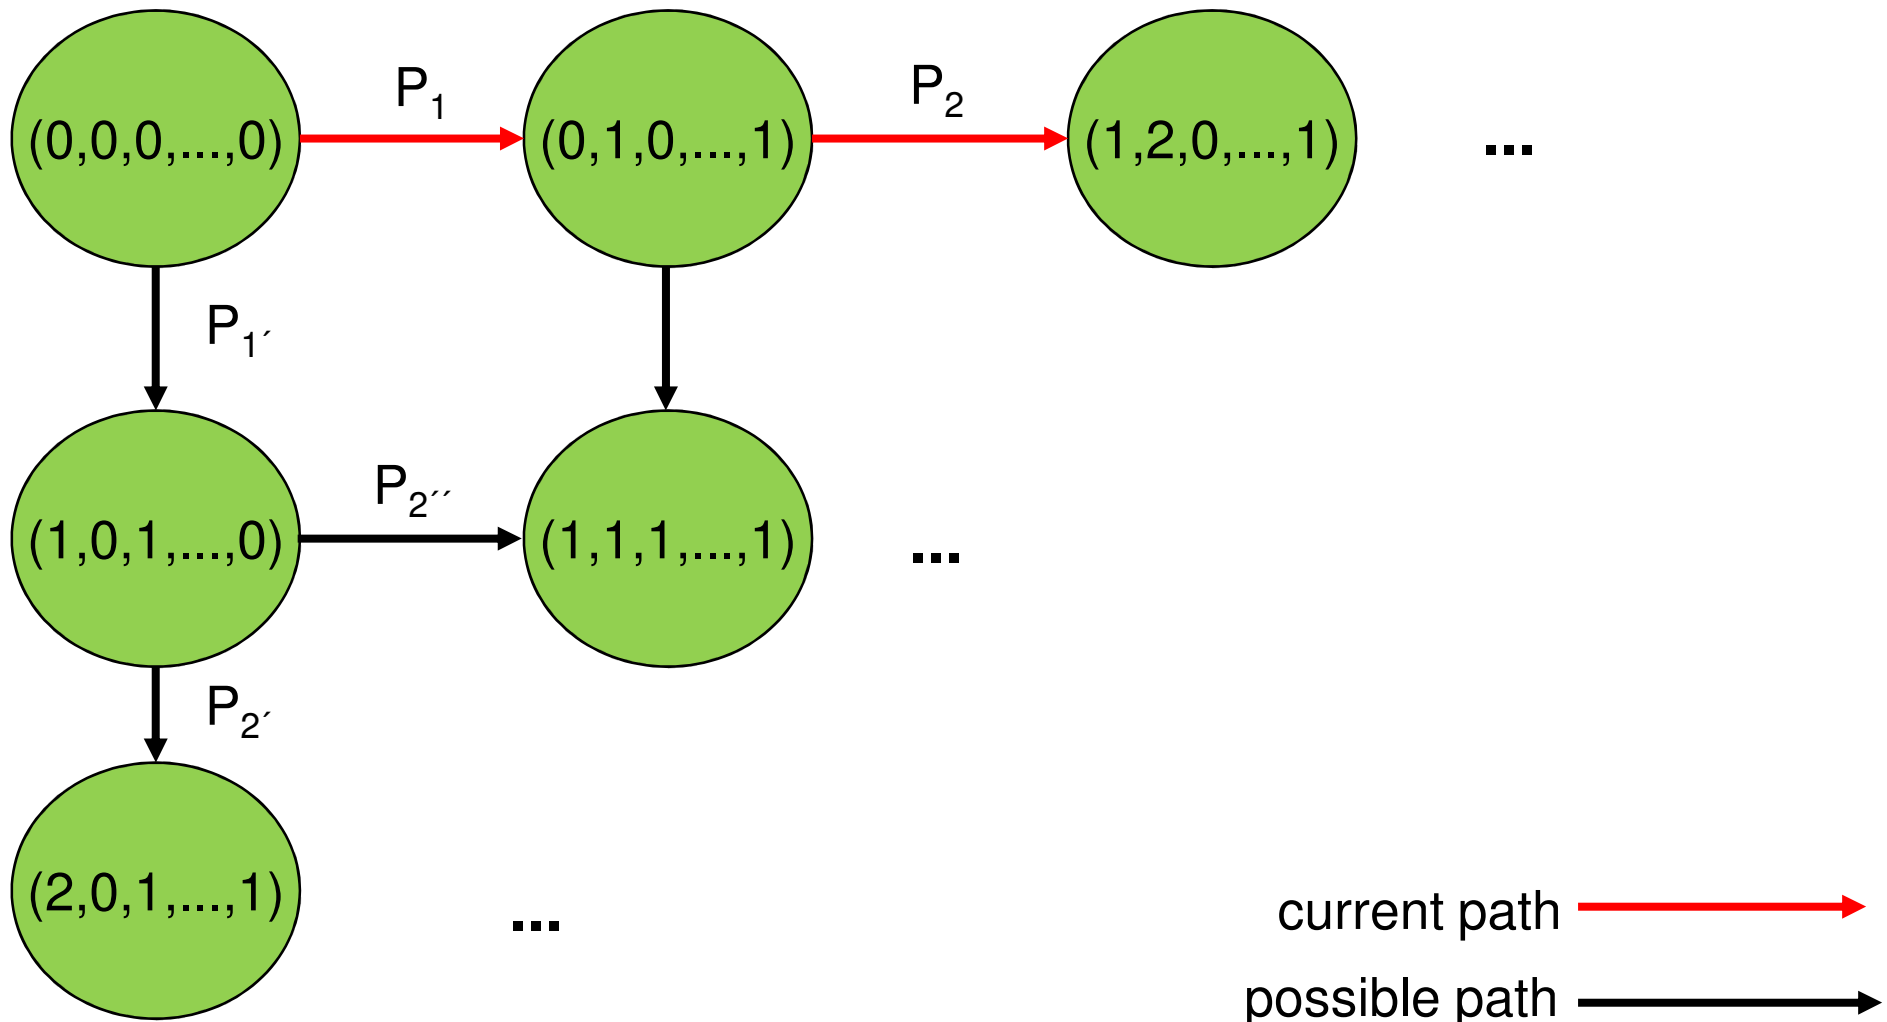 P1 P2
(0,0,0,...,0) (0,1,0,...,1) (1,2,0,...,1) ...
P1´
P2´´
(1,0,1,...,0) (1,1,1,...,1) ...
P2´
(2,0,1,...,1) ...
current path
possible path